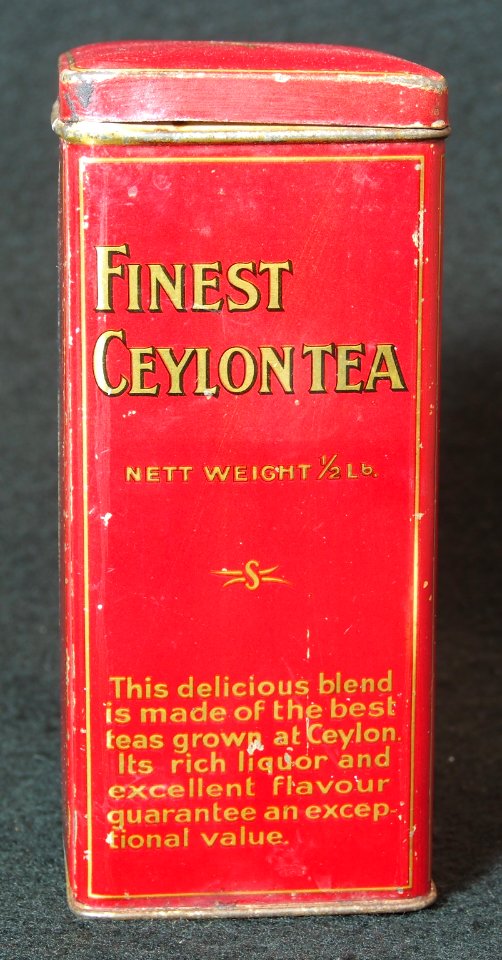 FINEST
CEYLON TEA
NETT WEIGHT ½ Lb.
S
This delicious blend
is made of the best
teas grown at Ceylon.
Its rich liquor and
excellent flavour
guarantee an excep-
tional value.